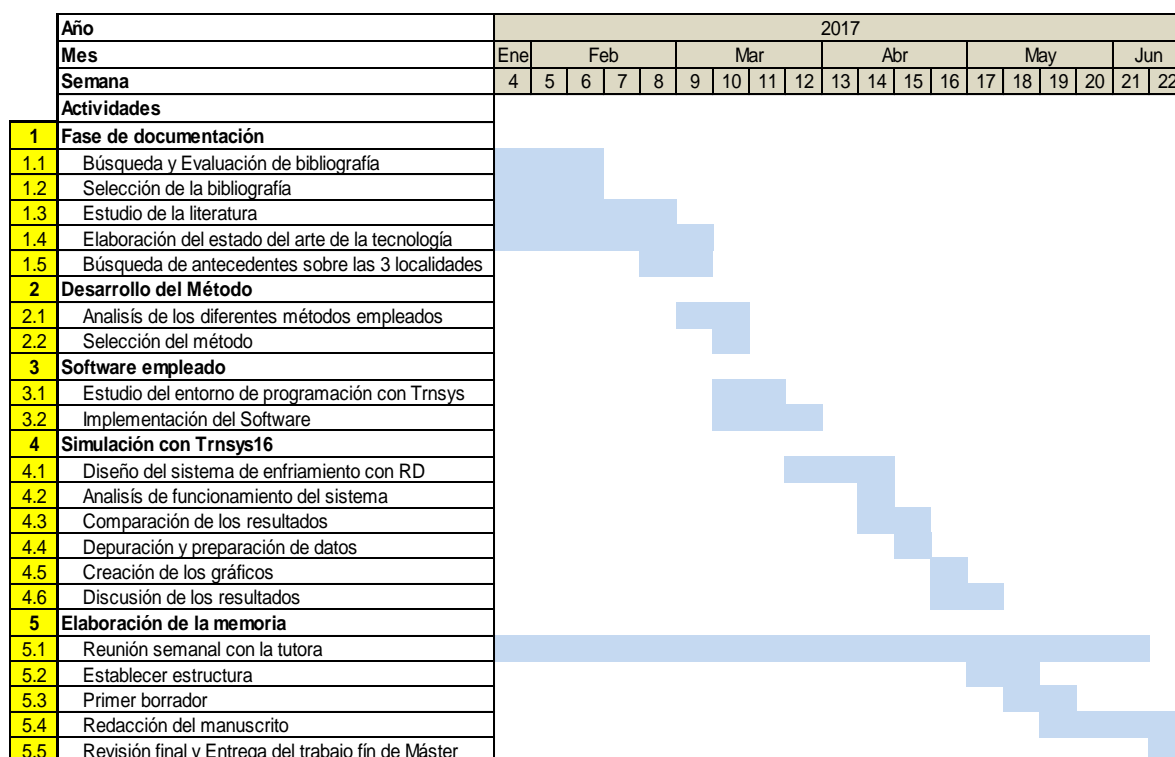 Año 2017
Mes Ene Feb Mar Abr May Jun
Semana 4 5 6 7 8 9 10 11 12 13 14 15 16 17 18 19 20 21 22
Actividades
1 Fase de documentación
1.1 Búsqueda y Evaluación de bibliografía
1.2 Selección de la bibliografía
1.3 Estudio de la literatura
1.4 Elaboración del estado del arte de la tecnología
1.5 Búsqueda de antecedentes sobre las 3 localidades
2 Desarrollo del Método
2.1 Analisís de los diferentes métodos empleados
2.2 Selección del método
3 Software empleado
3.1 Estudio del entorno de programación con Trnsys
3.2 Implementación del Software
4 Simulación con Trnsys16
4.1 Diseño del sistema de enfriamiento con RD
4.2 Analisís de funcionamiento del sistema
4.3 Comparación de los resultados
4.4 Depuración y preparación de datos
4.5 Creación de los gráficos
4.6 Discusión de los resultados
5 Elaboración de la memoria
5.1 Reunión semanal con la tutora
5.2 Establecer estructura
5.3 Primer borrador
5.4 Redacción del manuscrito
5.5 Revisión final y Entrega del trabajo fín de Máster